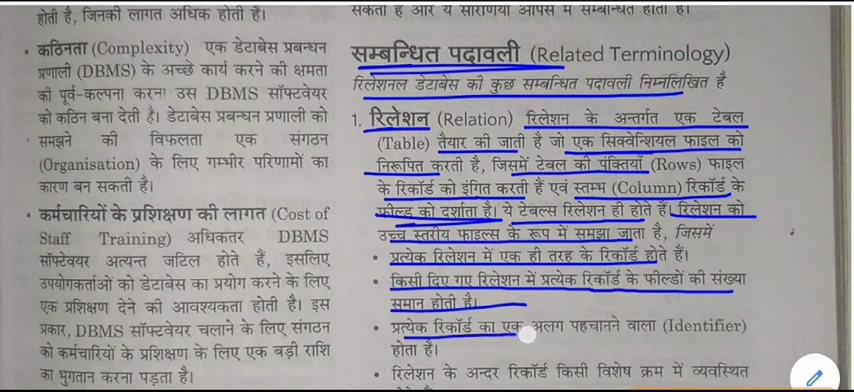 होती है, जिनकी लागत अधिक होती है।
• कठिनता (Complexity) एक डेटाबेस प्रबन्धन
प्रणाली (DBMS) के अच्छे कार्य करने की क्षमता
की पूर्व-कल्पना करना उस DBMS सॉफ्टवेयर
को कठिन बना देती है। डेटाबेस प्रबन्धन प्रणाली को
समझने की विफलता एक संगठन
(Organisation) के लिए गम्भीर परिणामों का
कारण बन सकती है।
• कर्मचारियों के प्रशिक्षण की लागत (Cost of
Staff Training) अधिकतर DBMS
सॉफ्टवेयर अत्यन्त जटिल होते हैं, इसलिए
उपयोगकर्ताओं को डेटाबेस का प्रयोग करने के लिए
एक प्रशिक्षण देने की आवश्यकता होती है। इस
प्रकार, DBMS सॉफ्टवेयर चलाने के लिए संगठन
को कर्मचारियों के प्रशिक्षण के लिए एक बड़ी राशि
का भुगतान करना पड़ता है।
सकता है और ये सारणियाँ आपस में सम्बन्धित होती हैं।
सम्बन्धित पदावली (Related Terminology)
रिलेशनल डेटाबेस की कुछ सम्बन्धित पदावली निम्नलिखित है
1. रिलेशन (Relation) रिलेशन के अन्तर्गत एक टेबल
(Table) तैयार की जाती है जो एक सिक्वेन्शियल फाइल को
निरूपित करती है, जिसमें टेबल की पंक्तियाँ (Rows) फाइल
के रिकॉर्ड को इंगित करती हैं एवं स्तम्भ (Column) रिकॉर्ड के
फील्ड को दर्शाता है। ये टेबल्स रिलेशन ही होते हैं। रिलेशन को
उच्च स्तरीय फाइल्स के रूप में समझा जाता है, जिसमें
• प्रत्येक रिलेशन में एक ही तरह के रिकॉर्ड होते हैं।
• किसी दिए गए रिलेशन में प्रत्येक रिकॉर्ड के फील्डों की संख्या
समान होती है।
• प्रत्येक रिकॉर्ड का एक अलग पहचानने वाला (Identifier)
होता है।
• रिलेशन के अन्दर रिकॉर्ड किसी विशेष क्रम में व्यवस्थित